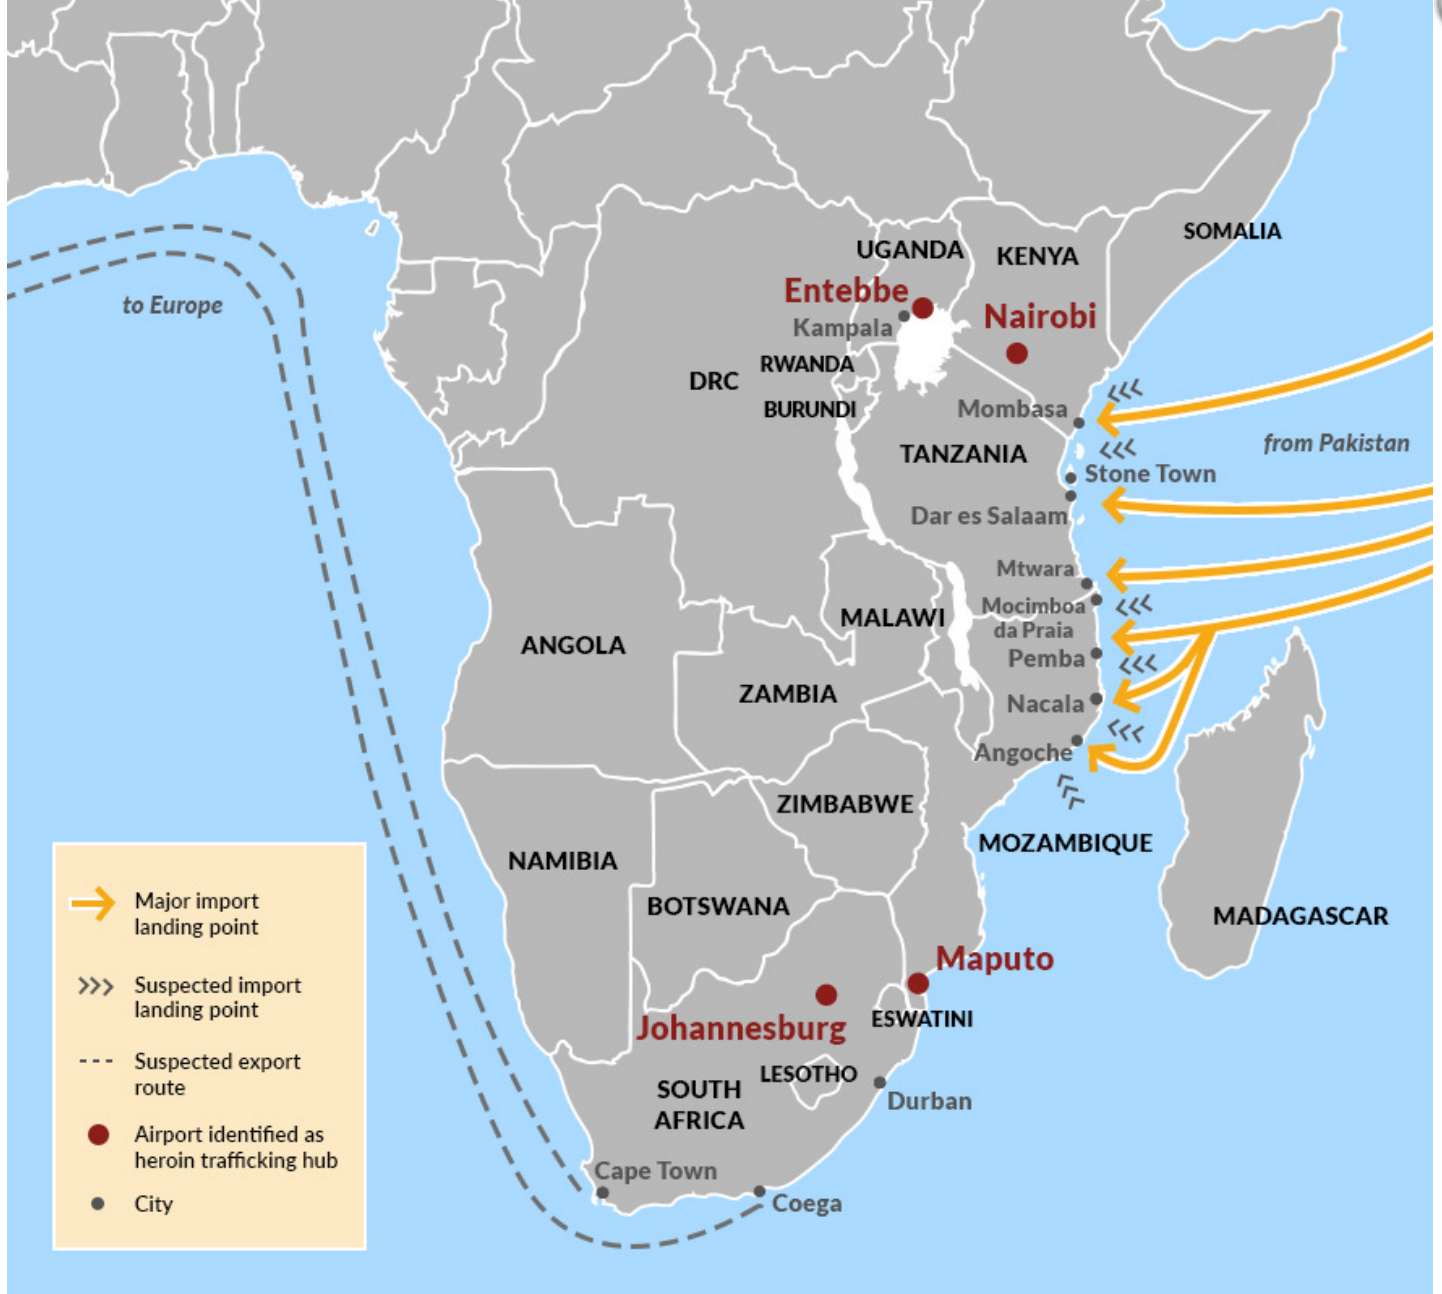 SOMALIA
UGANDA
KENYA
Entebbe
to Europe
Nairobi
Kampala
RWANDA
DRC
BURUNDI
Mombasa
from Pakistan
TANZANIA
Stone Town
Dar es Salaam
Mtwara
Mocimboa
da Praia
MALAWI
ANGOLA
Pemba
ZAMBIA
Nacala
Angoche
ZIMBABWE
MOZAMBIQUE
NAMIBIA
BOTSWANA
MADAGASCAR
Maputo
Johannesburg
ESWATINI
LESOTHO
SOUTH
AFRICA
Durban
Cape Town
Coega
Major import
landing point
Suspected import
landing point
Suspected export
route
Airport identified as
heroin trafficking hub
City